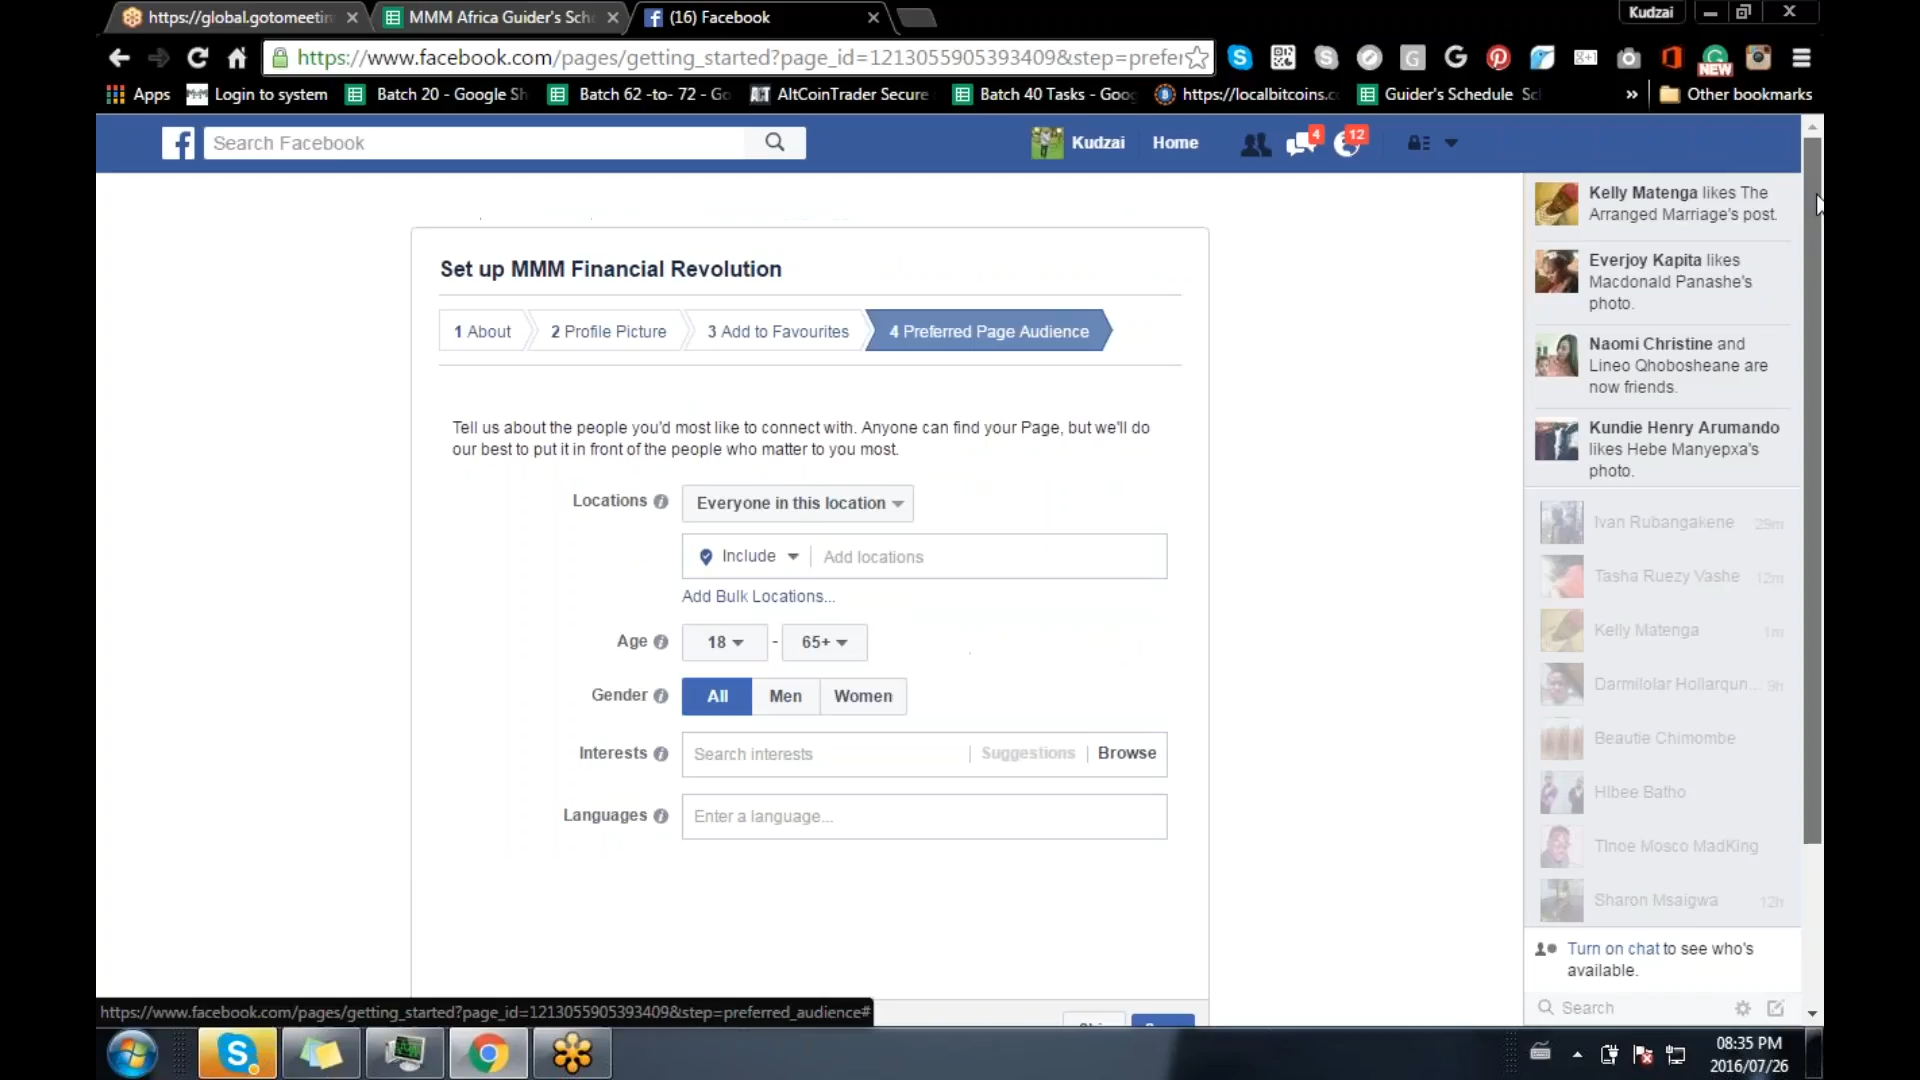 https://global.gotomeetin
MMM Africa Guider's Sch
(16) Facebook
Kudzai
https://www.facebook.com/pages/getting_started?page_id=1213055905393409&step=prefer
NEW
Apps
Login to system
Batch 20 - Google Sh
Batch 62 -to- 72 - Go
AltCoinTrader Secure
Batch 40 Tasks - Goog
https://localbitcoins.c
Guider's Schedule Sc
»
Other bookmarks
Search Facebook
Kudzai
Home
4
12
Kelly Matenga likes The
Arranged Marriage's post.
Everjoy Kapita likes
Macdonald Panashe's
photo.
Naomi Christine and
Lineo Qhobosheane are
now friends.
Kundie Henry Arumando
likes Hebe Manyepxa's
photo.
Set up MMM Financial Revolution
1 About
2 Profile Picture
3 Add to Favourites
4 Preferred Page Audience
Tell us about the people you'd most like to connect with. Anyone can find your Page, but we'll do
our best to put it in front of the people who matter to you most.
Locations
Everyone in this location
Include
Add locations
Add Bulk Locations...
Age
18
-
65+
Gender
All
Men
Women
Interests
Search interests
Suggestions
Browse
Languages
Enter a language...
Ivan Rubangakene 29m
Tasha Ruezy Vashe 12m
Kelly Matenga 1m
Darmilolar Hollarqun... 9h
Beautie Chimombe
Hlbee Batho
TInoe Mosco MadKing
Sharon Msaigwa 12h
Turn on chat to see who's
available.
Search
https://www.facebook.com/pages/getting_started?page_id=1213055905393409&step=preferred_audience#
08:35 PM
2016/07/26